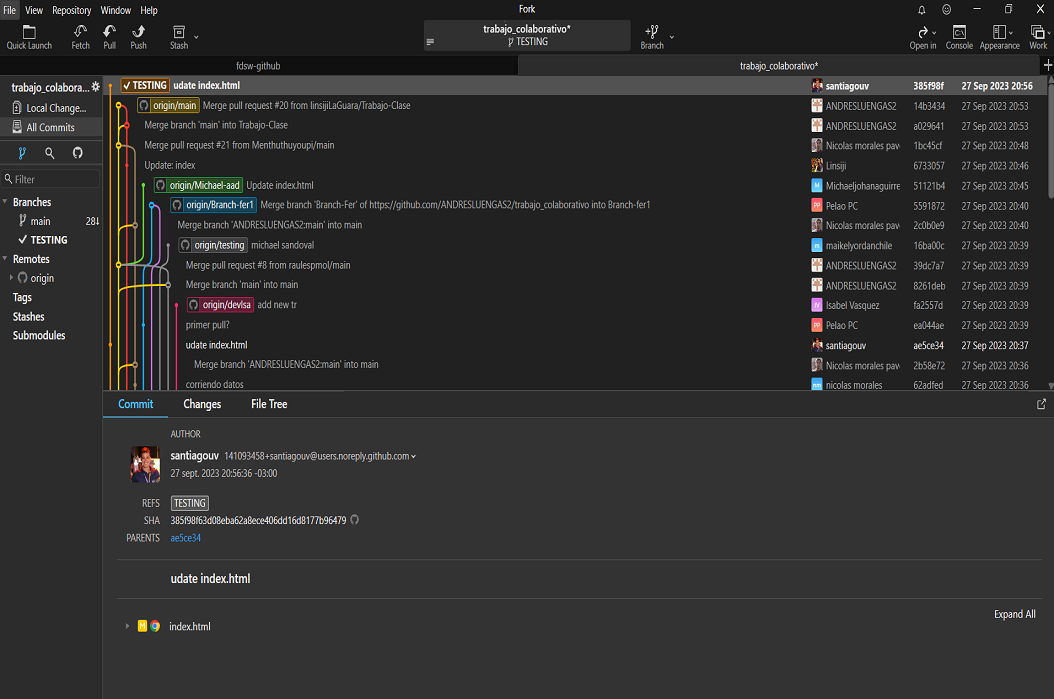 File View Repository Window Help Fork
Quick Launch Fetch Pull Push Stash trabajo_colaborativo* TESTING Branch Open in Console Appearance Work
fdsw-github trabajo_colaborativo*
trabajo_colabora...
Local Change...
All Commits
Filter
Branches
main 28↓
✓ TESTING
Remotes
origin
Tags
Stashes
Submodules
✓ TESTING udate index.html santiagouv 385f98f 27 Sep 2023 20:56
origin/main Merge pull request #20 from linsijiLaGuara/Trabajo-Clase ANDRESLUENGAS2 14b3434 27 Sep 2023 20:53
Merge branch 'main' into Trabajo-Clase ANDRESLUENGAS2 a029641 27 Sep 2023 20:53
Merge pull request #21 from Menthuthuyoupi/main Nicolas morales pav 1bc45cf 27 Sep 2023 20:48
Update: index Linsiji 6733057 27 Sep 2023 20:46
origin/Michael-aad Update index.html Michaeljohanaguirre 51121b4 27 Sep 2023 20:45
origin/Branch-fer1 Merge branch 'Branch-Fer' of https://github.com/ANDRESLUENGAS2/trabajo_colaborativo into Branch-fer1 Pelao PC 5591872 27 Sep 2023 20:40
Merge branch 'ANDRESLUENGAS2:main' into main Nicolas morales pav 2c0b0e9 27 Sep 2023 20:40
origin/testing michael sandoval maikelyordanchile 16ba00c 27 Sep 2023 20:39
Merge pull request #8 from raulespmol/main ANDRESLUENGAS2 39dc7a7 27 Sep 2023 20:39
Merge branch 'main' into main ANDRESLUENGAS2 8261deb 27 Sep 2023 20:39
origin/devIsa add new tr IV Isabel Vasquez fa2557d 27 Sep 2023 20:39
primer pull? PP Pelao PC ea044ae 27 Sep 2023 20:39
udate index.html santiagouv ae5ce34 27 Sep 2023 20:37
Merge branch 'ANDRESLUENGAS2:main' into main Nicolas morales pav 2b58e72 27 Sep 2023 20:36
corriendo datos nm nicolas morales 62adfed 27 Sep 2023 20:36
Commit Changes File Tree
AUTHOR
santiagouv 141093458+santiagouv@users.noreply.github.com
27 sept. 2023 20:56:36 -03:00
REFS TESTING
SHA 385f98f63d08eba62a8ece406dd16d8177b96479
PARENTS ae5ce34
udate index.html
Expand All
M index.html